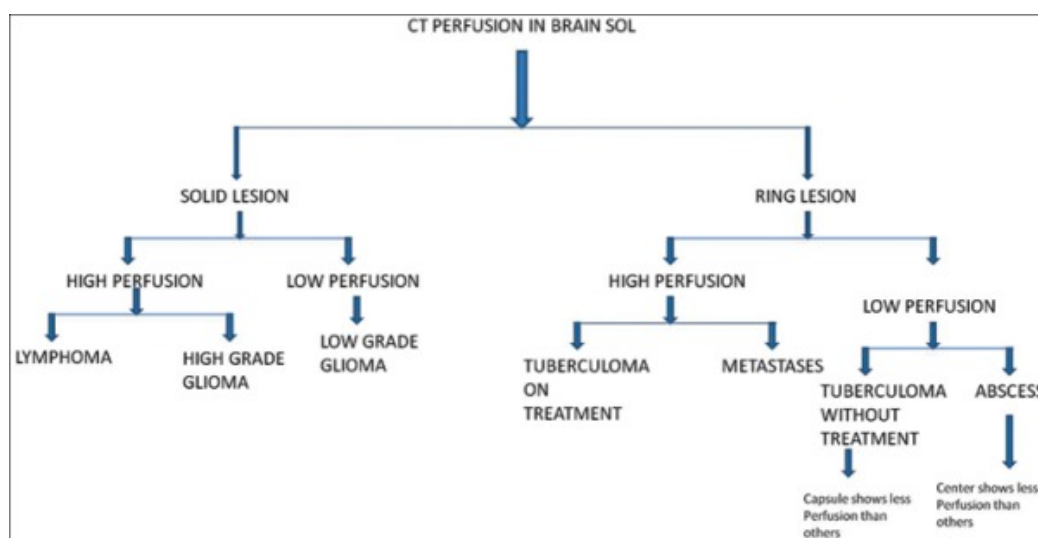 CT PERFUSION IN BRAIN SOL
SOLID LESION
RING LESION
HIGH PERFUSION
LOW PERFUSION
HIGH PERFUSION
LOW PERFUSION
LYMPHOMA
HIGH GRADE
GLIOMA
LOW GRADE
GLIOMA
TUBERCULOMA
ON
TREATMENT
METASTASES
TUBERCULOMA
WITHOUT
TREATMENT
ABSCESS
Capsule shows less
Perfusion than
others
Center shows less
Perfusion than
others